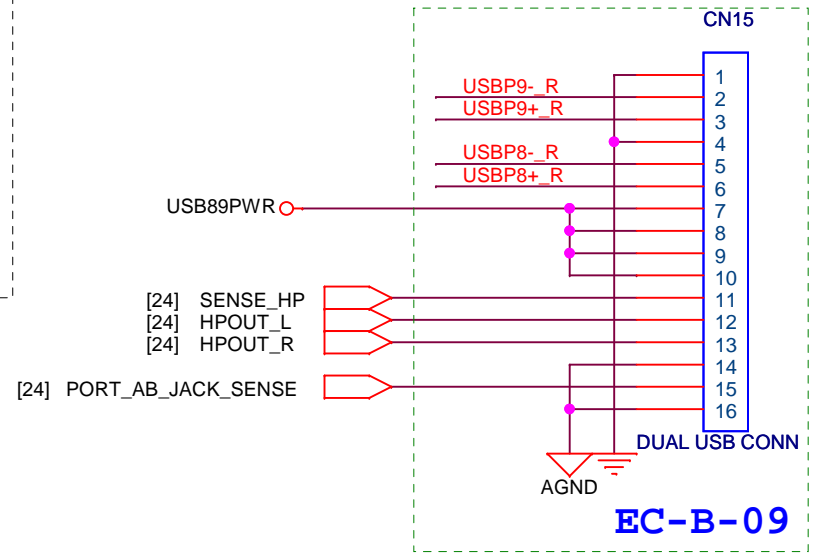 CN15
1
USBP9-_R
2
USBP9+_R
3
4
USBP8-_R
5
USBP8+_R
6
USB89PWR
7
8
9
10
[24] SENSE_HP
11
[24] HPOUT_L
12
[24] HPOUT_R
13
14
[24] PORT_AB_JACK_SENSE
15
16
DUAL USB CONN
AGND
EC-B-09